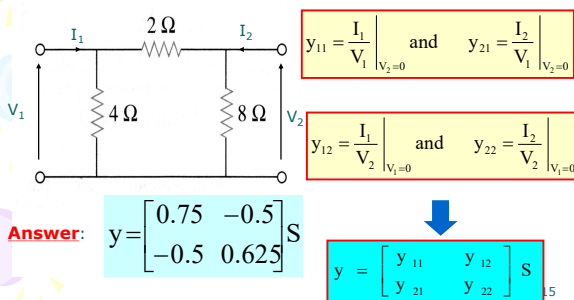 2 Ω
I₁
I₂
V₁
4 Ω
8 Ω
V₂
y₁₁ = I₁/V₁ |V₂=0 and y₂₁ = I₂/V₁ |V₂=0
y₁₂ = I₁/V₂ |V₁=0 and y₂₂ = I₂/V₂ |V₁=0
Answer: y = [0.75 −0.5
−0.5 0.625] S
y = [y₁₁ y₁₂
y₂₁ y₂₂] S
15